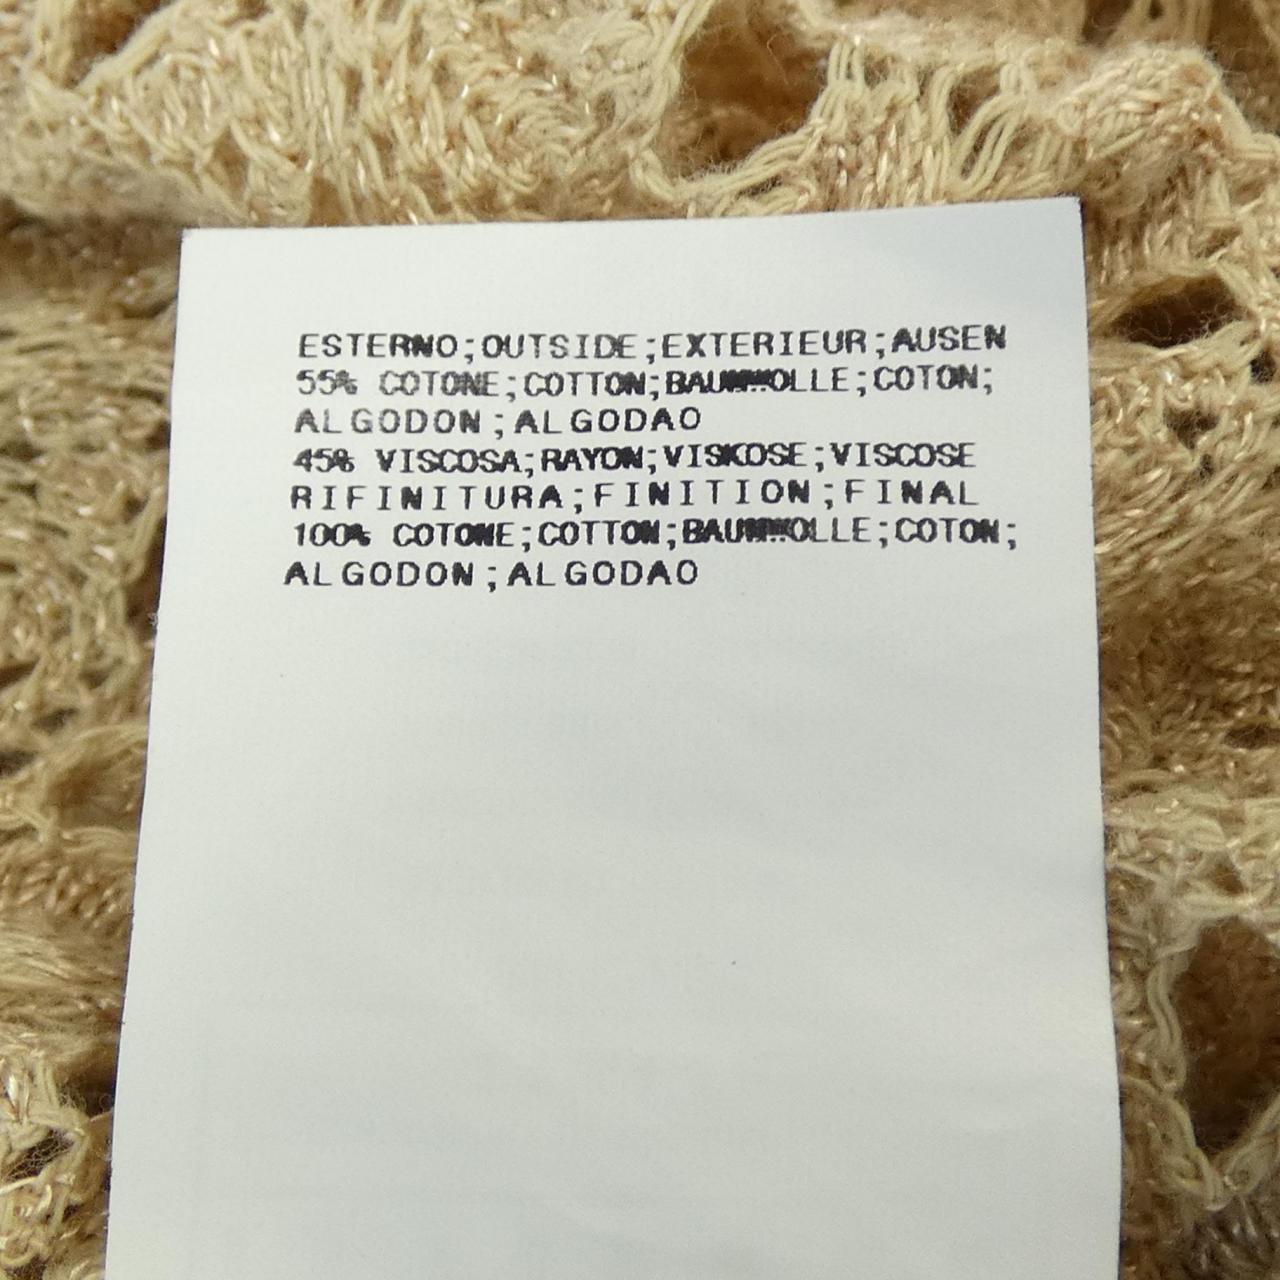 ESTERNO;OUTSIDE;EXTERIEUR;AUSEN
55% COTONE;COTTON;BAUMWOLLE;COTON;
ALGODON;ALGODAO
45% VISCOSA;RAYON;VISKOSE;VISCOSE
RIFINITURA;FINITION;FINAL
100% COTONE;COTTON;BAUMWOLLE;COTON;
ALGODON;ALGODAO